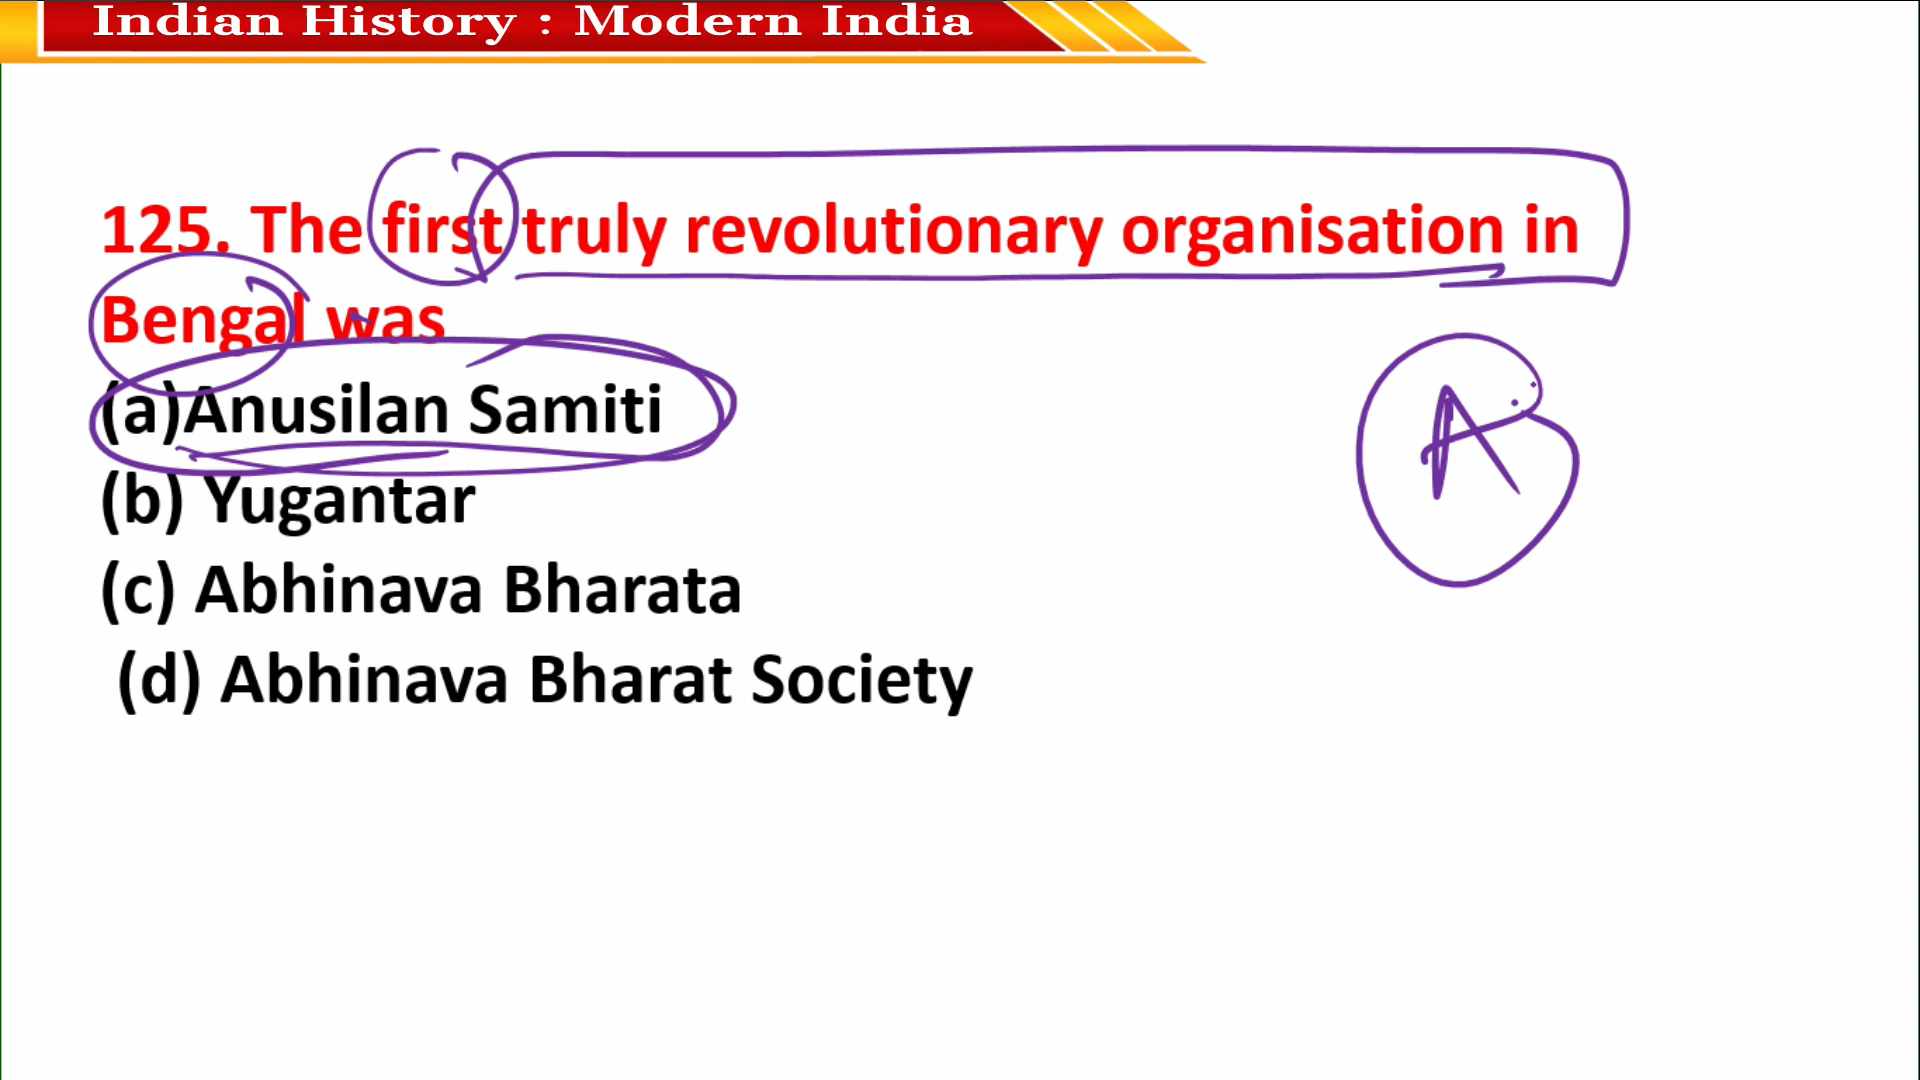 Indian History : Modern India
125. The first truly revolutionary organisation in
Bengal was
(a)Anusilan Samiti
(b) Yugantar
(c) Abhinava Bharata
(d) Abhinava Bharat Society
A